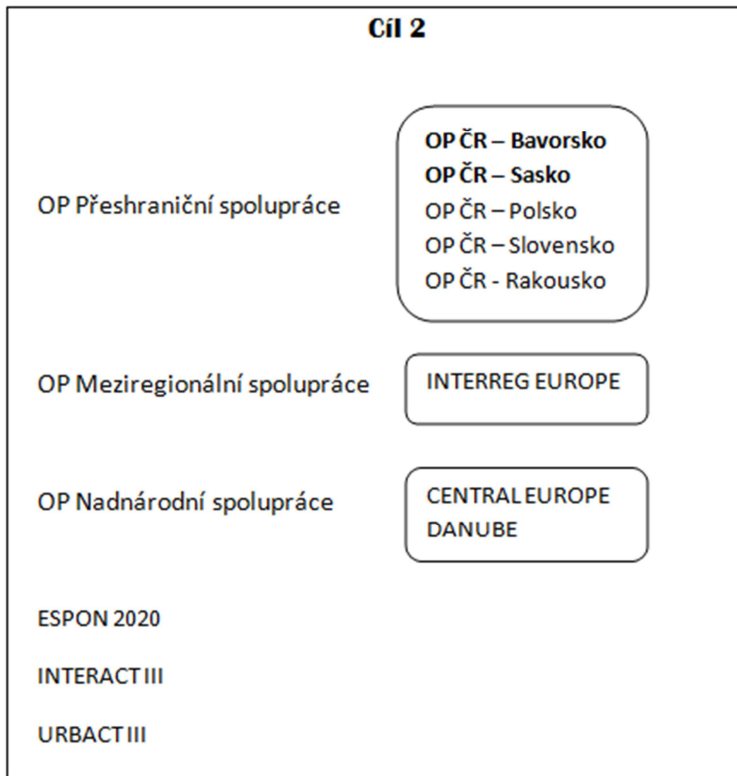 Cíl 2
OP Přeshraniční spolupráce
OP ČR – Bavorsko
OP ČR – Sasko
OP ČR – Polsko
OP ČR – Slovensko
OP ČR - Rakousko
OP Meziregionální spolupráce
INTERREG EUROPE
OP Nadnárodní spolupráce
CENTRAL EUROPE
DANUBE
ESPON 2020
INTERACT III
URBACT III